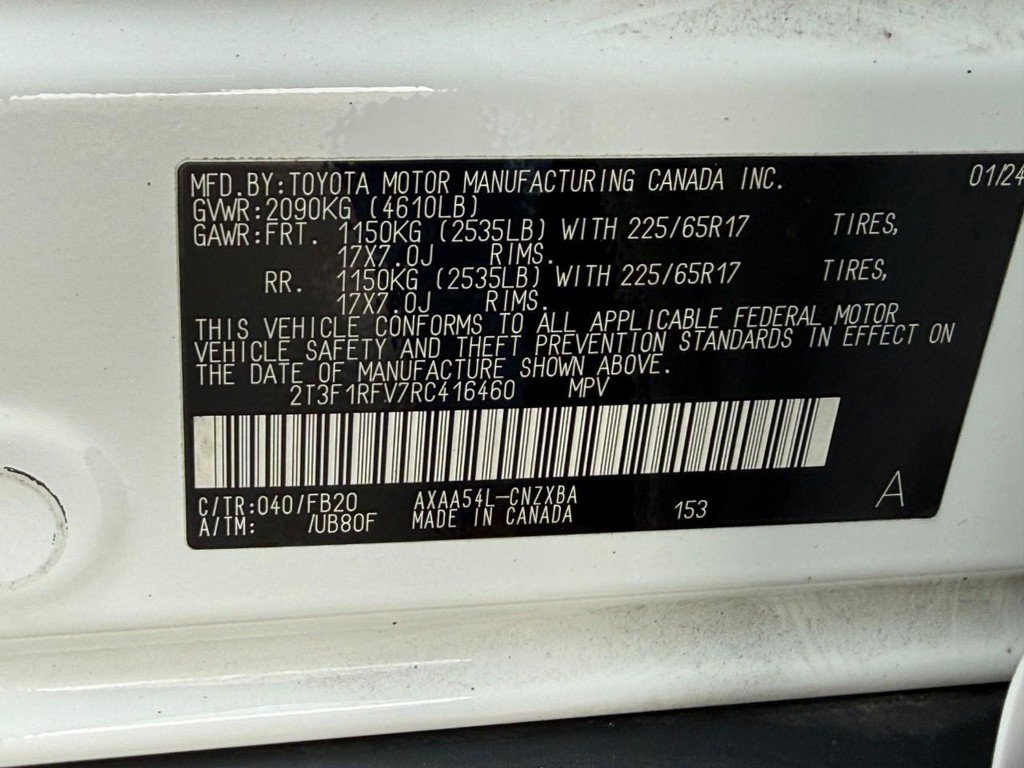 MFD.BY:TOYOTA MOTOR MANUFACTURING CANADA INC. 01/24
GVWR:2090KG (4610LB)
GAWR:FRT. 1150KG (2535LB) WITH 225/65R17 TIRES,
17X7.0J RIMS.
RR. 1150KG (2535LB) WITH 225/65R17 TIRES,
17X7.0J RIMS.
THIS VEHICLE CONFORMS TO ALL APPLICABLE FEDERAL MOTOR
VEHICLE SAFETY AND THEFT PREVENTION STANDARDS IN EFFECT ON
THE DATE OF MANUFACTURE SHOWN ABOVE.
2T3F1RFV7RC416460 MPV
C/TR:040/FB20 AXAA54L-CNZXBA
A/TM: /UB80F MADE IN CANADA 153 A